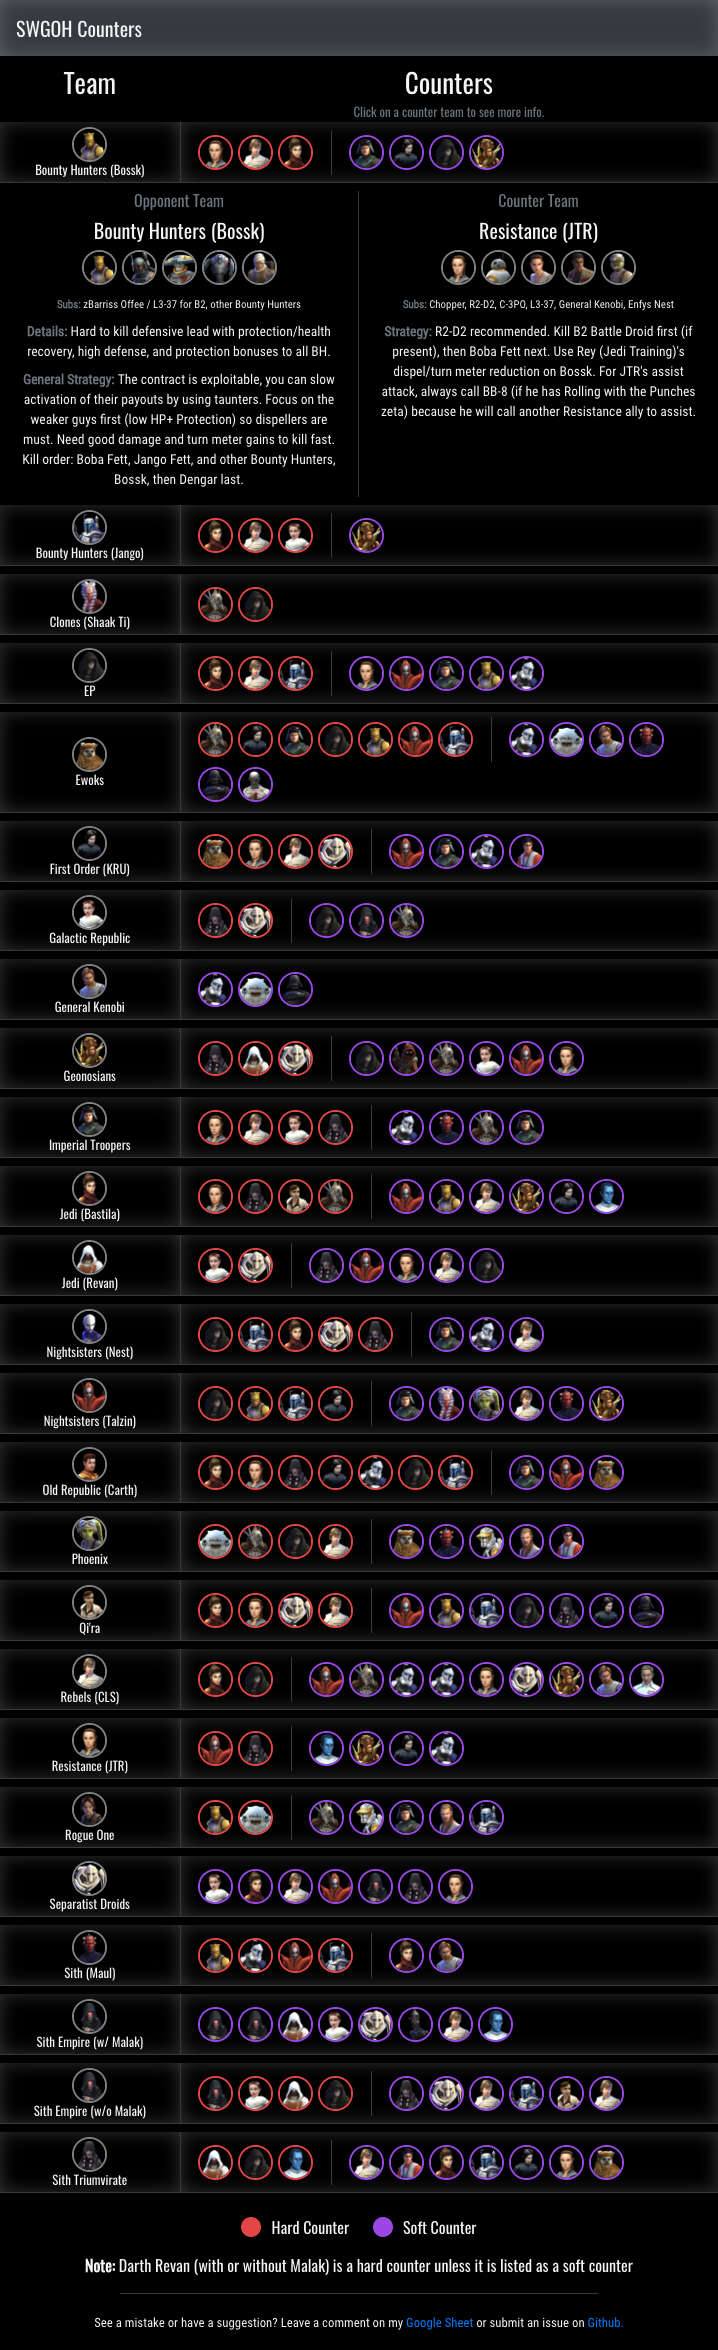 SWGOH Counters
Team
Counters
Click on a counter team to see more info.
Bounty Hunters (Bossk)
Opponent Team
Bounty Hunters (Bossk)
Subs: zBarriss Offee / L3-37 for B2, other Bounty Hunters
Details: Hard to kill defensive lead with protection/health
recovery, high defense, and protection bonuses to all BH.
General Strategy: The contract is exploitable, you can slow
activation of their payouts by using taunters. Focus on the
weaker guys first (low HP+ Protection) so dispellers are
must. Need good damage and turn meter gains to kill fast.
Kill order: Boba Fett, Jango Fett, and other Bounty Hunters,
Bossk, then Dengar last.
Counter Team
Resistance (JTR)
Subs: Chopper, R2-D2, C-3PO, L3-37, General Kenobi, Enfys Nest
Strategy: R2-D2 recommended. Kill B2 Battle Droid first (if
present), then Boba Fett next. Use Rey (Jedi Training)'s
dispel/turn meter reduction on Bossk. For JTR's assist
attack, always call BB-8 (if he has Rolling with the Punches
zeta) because he will call another Resistance ally to assist.
Bounty Hunters (Jango)
Clones (Shaak Ti)
EP
Ewoks
First Order (KRU)
Galactic Republic
General Kenobi
Geonosians
Imperial Troopers
Jedi (Bastila)
Jedi (Revan)
Nightsisters (Nest)
Nightsisters (Talzin)
Old Republic (Carth)
Phoenix
Qi'ra
Rebels (CLS)
Resistance (JTR)
Rogue One
Separatist Droids
Sith (Maul)
Sith Empire (w/ Malak)
Sith Empire (w/o Malak)
Sith Triumvirate
Hard Counter
Soft Counter
Note: Darth Revan (with or without Malak) is a hard counter unless it is listed as a soft counter
See a mistake or have a suggestion? Leave a comment on my Google Sheet or submit an issue on Github.